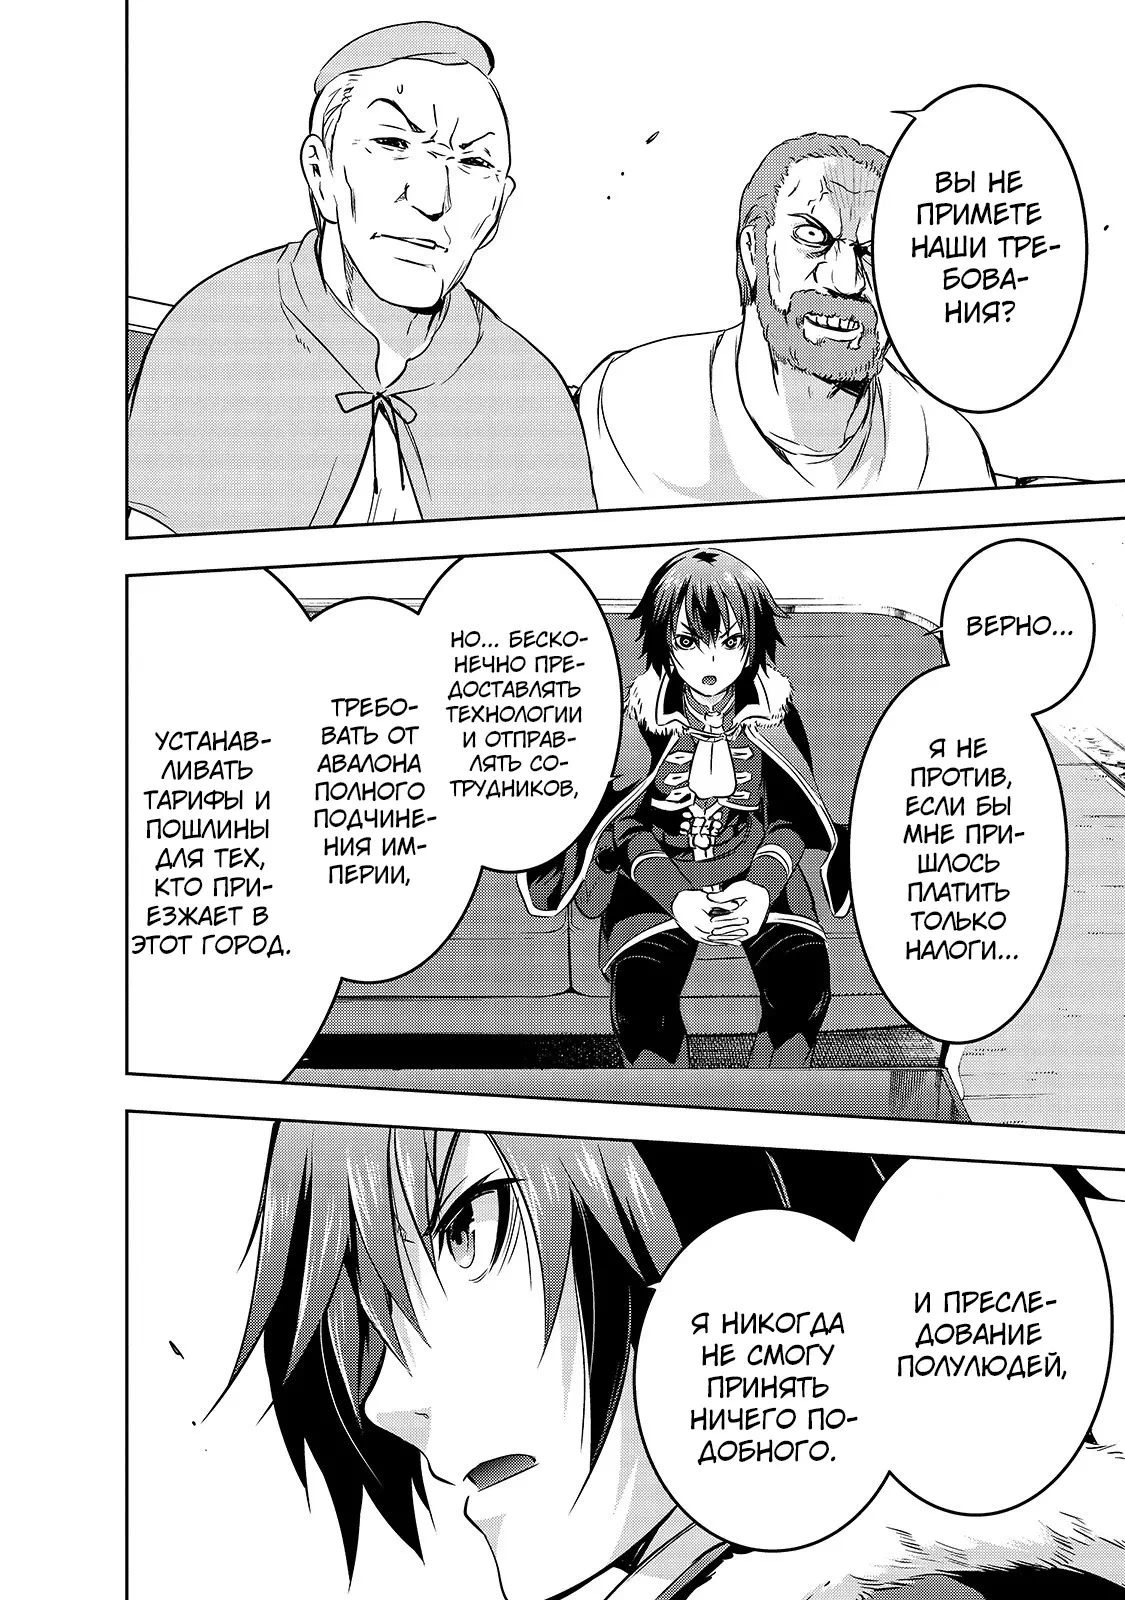 ВЫ НЕ
ПРИМЕТЕ
НАШИ ТРЕ-
БОВА-
НИЯ?
ВЕРНО...
Я НЕ
ПРОТИВ,
ЕСЛИ БЫ
МНЕ ПРИ-
ШЛОСЬ
ПЛАТИТЬ
ТОЛЬКО
НАЛОГИ...
НО... БЕСКО-
НЕЧНО ПРЕ-
ДОСТАВЛЯТЬ
ТЕХНОЛОГИИ
И ОТПРАВ-
ЛЯТЬ СО-
ТРУДНИКОВ,
ТРЕБО-
ВАТЬ ОТ
АВАЛОНА
ПОЛНОГО
ПОДЧИНЕ-
НИЯ ИМ-
ПЕРИИ,
УСТАНАВ-
ЛИВАТЬ
ТАРИФЫ И
ПОШЛИНЫ
ДЛЯ ТЕХ,
КТО ПРИ-
ЕЗЖАЕТ В
ЭТОТ ГОРОД.
И ПРЕСЛЕ-
ДОВАНИЕ
ПОЛУЛЮДЕЙ,
Я НИКОГДА
НЕ СМОГУ
ПРИНЯТЬ
НИЧЕГО ПО-
ДОБНОГО.